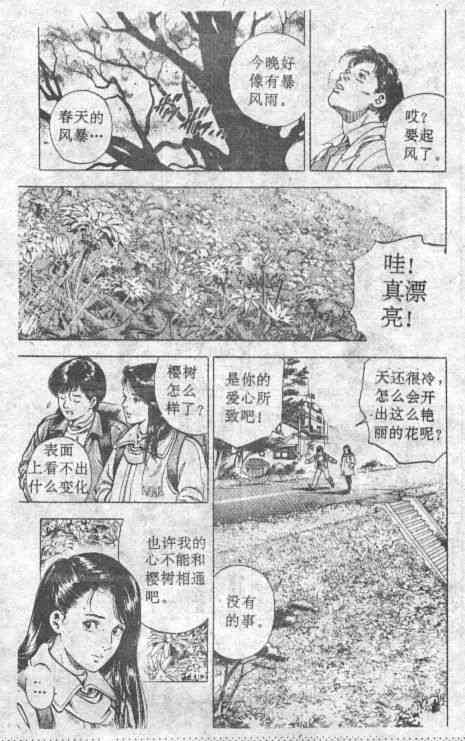 哎?
要起
风了。
今晚好
像有暴
风雨。
春天的
风暴…
哇!
真漂
亮!
天还很冷,
怎么会开
出这么艳
丽的花呢?
是你的
爱心所
致吧!
没有
的事。
樱树
怎么
样了?
表面
上看不出
什么变化
也许我的
心不能和
樱树相通
吧。
…
…